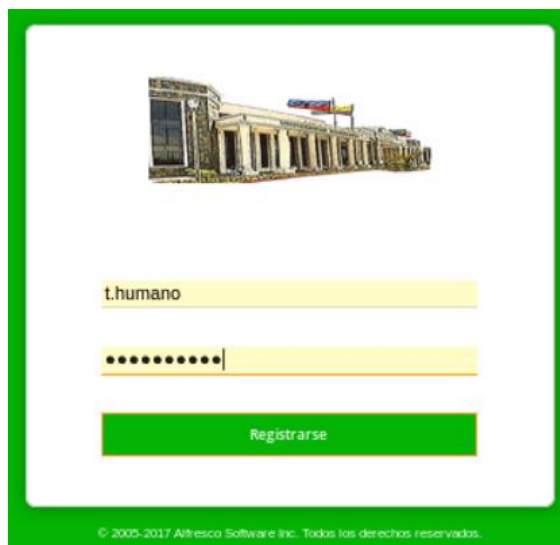 t.humano
••••••••••
Registrarse
© 2005-2017 Alfresco Software Inc. Todos los derechos reservados.